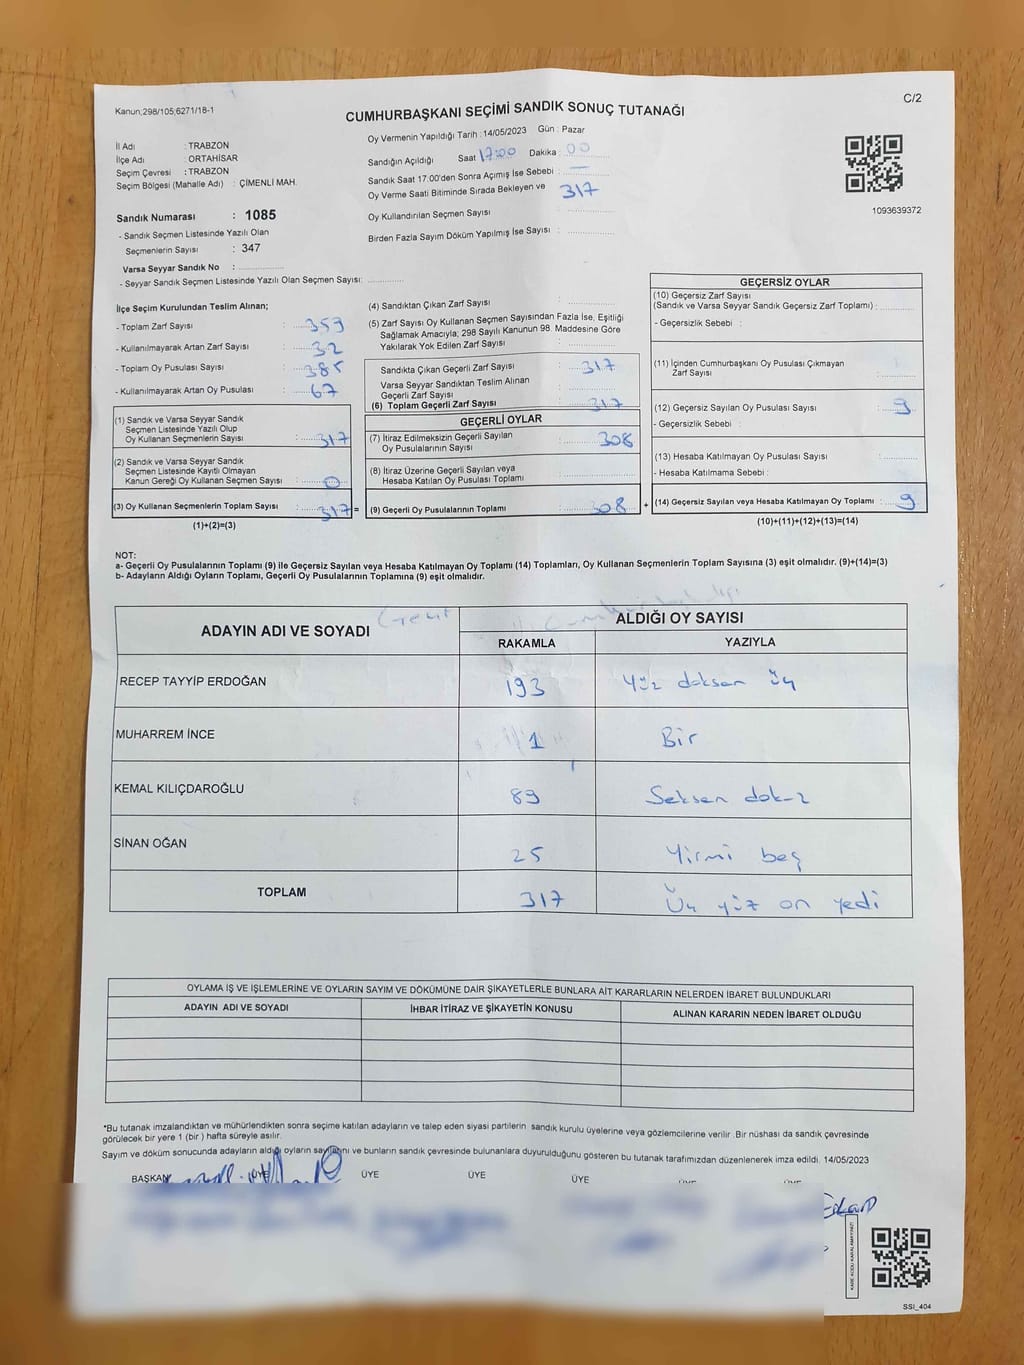 Kanun;298/105;6271/18-1
C/2
CUMHURBAŞKANI SEÇİMİ SANDIK SONUÇ TUTANAĞI
İl Adı : TRABZON
İlçe Adı : ORTAHİSAR
Seçim Çevresi : TRABZON
Seçim Bölgesi (Mahalle Adı) : ÇİMENLİ MAH.
Sandık Numarası : 1085
- Sandık Seçmen Listesinde Yazılı Olan
Seçmenlerin Sayısı : 347
Varsa Seyyar Sandık No :
- Seyyar Sandık Seçmen Listesinde Yazılı Olan Seçmen Sayısı:
Oy Vermenin Yapıldığı Tarih : 14/05/2023 Gün : Pazar
Sandığın Açıldığı Saat 17:00 Dakika 00
Sandık Saat 17.00'den Sonra Açımış İse Sebebi : —
Oy Verme Saati Bitiminde Sırada Bekleyen ve 317
Oy Kullandırılan Seçmen Sayısı
Birden Fazla Sayım Döküm Yapılmış İse Sayısı :
1093639372
İlçe Seçim Kurulundan Teslim Alınan;
- Toplam Zarf Sayısı : 353
- Kullanılmayarak Artan Zarf Sayısı : 32
- Toplam Oy Pusulası Sayısı : 385
- Kullanılmayarak Artan Oy Pusulası : 67
(1) Sandık ve Varsa Seyyar Sandık
Seçmen Listesinde Yazılı Olup
Oy Kullanan Seçmenlerin Sayısı : 317
(2) Sandık ve Varsa Seyyar Sandık
Seçmen Listesinde Kayıtlı Olmayan
Kanun Gereği Oy Kullanan Seçmen Sayısı : 0
(3) Oy Kullanan Seçmenlerin Toplam Sayısı : 317 =
(1)+(2)=(3)
(4) Sandıktan Çıkan Zarf Sayısı :
(5) Zarf Sayısı Oy Kullanan Seçmen Sayısından Fazla İse, Eşitliği
Sağlamak Amacıyla; 298 Sayılı Kanunun 98. Maddesine Göre
Yakılarak Yok Edilen Zarf Sayısı :
Sandıkta Çıkan Geçerli Zarf Sayısı : 317
Varsa Seyyar Sandıktan Teslim Alınan
Geçerli Zarf Sayısı :
(6) Toplam Geçerli Zarf Sayısı : 317
GEÇERLİ OYLAR
(7) İtiraz Edilmeksizin Geçerli Sayılan
Oy Pusulalarının Sayısı : 308
(8) İtiraz Üzerine Geçerli Sayılan veya
Hesaba Katılan Oy Pusulası Toplamı :
(9) Geçerli Oy Pusulalarının Toplamı : 308 +
GEÇERSİZ OYLAR
(10) Geçersiz Zarf Sayısı
(Sandık ve Varsa Seyyar Sandık Geçersiz Zarf Toplamı) :
- Geçersizlik Sebebi :
(11) İçinden Cumhurbaşkanı Oy Pusulası Çıkmayan
Zarf Sayısı :
(12) Geçersiz Sayılan Oy Pusulası Sayısı : 9
- Geçersizlik Sebebi :
(13) Hesaba Katılmayan Oy Pusulası Sayısı :
- Hesaba Katılmama Sebebi :
(14) Geçersiz Sayılan veya Hesaba Katılmayan Oy Toplamı : 9
(10)+(11)+(12)+(13)=(14)
NOT:
a- Geçerli Oy Pusulalarının Toplamı (9) ile Geçersiz Sayılan veya Hesaba Katılmayan Oy Toplamı (14) Toplamları, Oy Kullanan Seçmenlerin Toplam Sayısına (3) eşit olmalıdır. (9)+(14)=(3)
b- Adayların Aldığı Oyların Toplamı, Geçerli Oy Pusulalarının Toplamına (9) eşit olmalıdır.
ADAYIN ADI VE SOYADI
ALDIĞI OY SAYISI
RAKAMLA YAZIYLA
RECEP TAYYİP ERDOĞAN 193 Yüz doksan üç
MUHARREM İNCE 1 Bir
KEMAL KILIÇDAROĞLU 89 Seksen dokuz
SİNAN OĞAN 25 Yirmi beş
TOPLAM 317 Üç yüz on yedi
OYLAMA İŞ VE İŞLEMLERİNE VE OYLARIN SAYIM VE DÖKÜMÜNE DAİR ŞİKAYETLERLE BUNLARA AİT KARARLARIN NELERDEN İBARET BULUNDUKLARI
ADAYIN ADI VE SOYADI İHBAR İTİRAZ VE ŞİKAYETİN KONUSU ALINAN KARARIN NEDEN İBARET OLDUĞU
*Bu tutanak imzalandıktan ve mühürlendikten sonra seçime katılan adayların ve talep eden siyasi partilerin sandık kurulu üyelerine veya gözlemcilerine verilir. Bir nüshası da sandık çevresinde
görülecek bir yere 1 (bir ) hafta süreyle asılır.
Sayım ve döküm sonucunda adayların aldığı oyların sayılarını ve bunların sandık çevresinde bulunanlara duyurulduğunu gösteren bu tutanak tarafımızdan düzenlenerek imza edildi. 14/05/2023
BAŞKAN ÜYE ÜYE ÜYE ÜYE
SSI_404